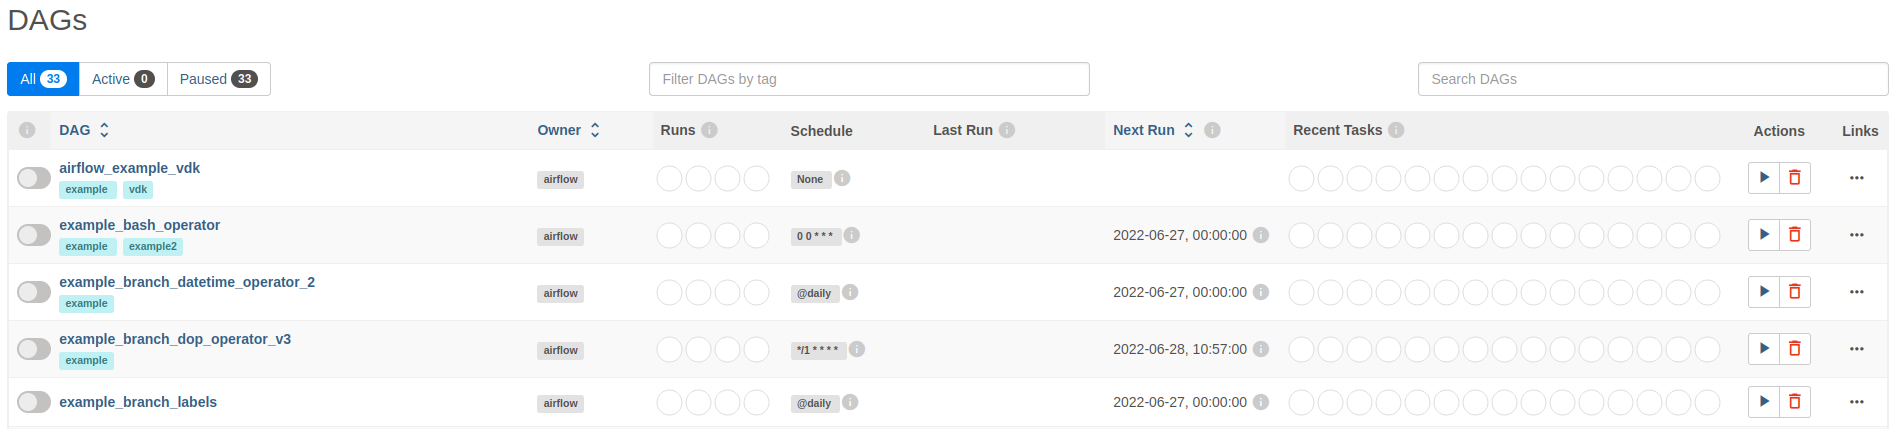 DAGs
All 33 Active 0 Paused 33 Filter DAGs by tag Search DAGs
DAG Owner Runs Schedule Last Run Next Run Recent Tasks Actions Links
airflow_example_vdk
example vdk airflow None
example_bash_operator
example example2 airflow 0 0 * * * 2022-06-27, 00:00:00
example_branch_datetime_operator_2
example airflow @daily 2022-06-27, 00:00:00
example_branch_dop_operator_v3
example airflow */1 * * * * 2022-06-28, 10:57:00
example_branch_labels airflow @daily 2022-06-27, 00:00:00